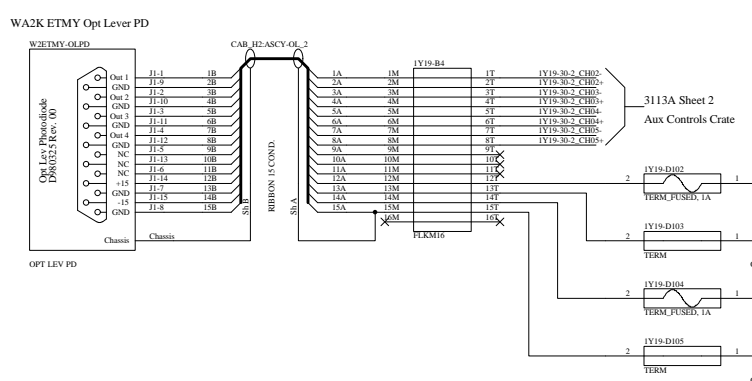 WA2K ETMY Opt Lever PD
W2ETMY-OLPD
CAB_H2:ASCY-OL_2
1Y19-B4
Opt Lev Photodiode
D980325 Rev. 00
Out 1 J1-1 1B 1A 1M 1T 1Y19-30-2_CH02-
GND J1-9 2B 2A 2M 2T 1Y19-30-2_CH02+
Out 2 J1-2 3B 3A 3M 3T 1Y19-30-2_CH03-
GND J1-10 4B 4A 4M 4T 1Y19-30-2_CH03+
Out 3 J1-3 5B 5A 5M 5T 1Y19-30-2_CH04-
GND J1-11 6B 6A 6M 6T 1Y19-30-2_CH04+
Out 4 J1-4 7B 7A 7M 7T 1Y19-30-2_CH05-
GND J1-12 8B 8A 8M 8T 1Y19-30-2_CH05+
NC J1-5 9B 9A 9M 9T
NC J1-13 10B 10A 10M 10T
NC J1-6 11B 11A 11M 11T
+15 J1-14 12B 12A 12M 12T
GND J1-7 13B 13A 13M 13T
-15 J1-15 14B 14A 14M 14T
GND J1-8 15B 15A 15M 15T
16M 16T
Chassis Chassis
OPT LEV PD
Sh B
RIBBON 15 COND.
Sh A
FLKM16
3113A Sheet 2
Aux Controls Crate
1Y19-D102
2 1
TERM_FUSED, 1A
1Y19-D103
2 1
TERM
1Y19-D104
2 1
TERM_FUSED, 1A
1Y19-D105
2 1
TERM